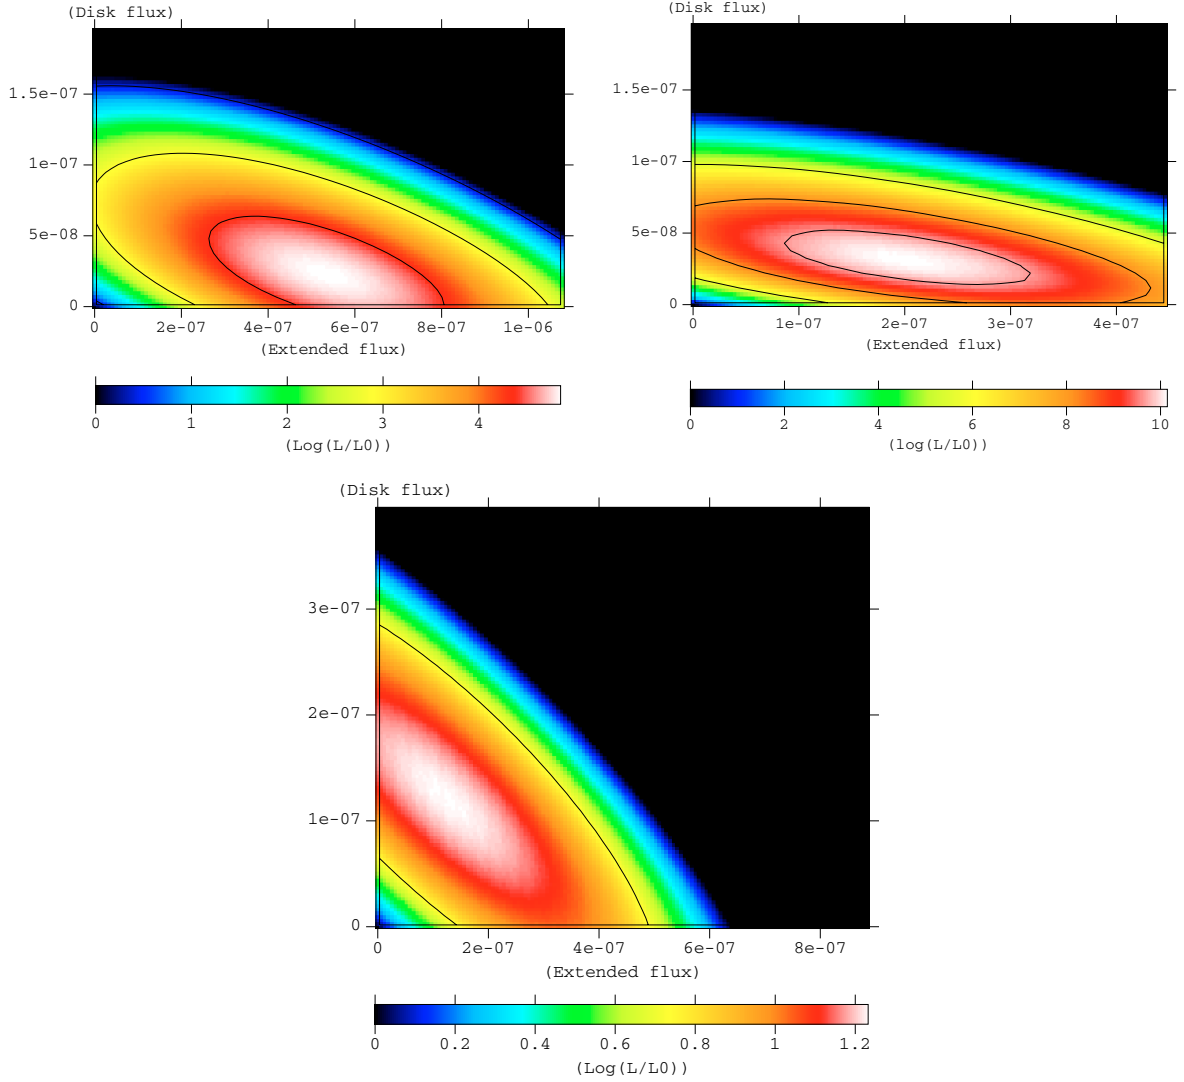 (Disk flux)
1.5e-07
1e-07
5e-08
0
0 2e-07 4e-07 6e-07 8e-07 1e-06
(Extended flux)
0 1 2 3 4
(Log(L/L0))
(Disk flux)
1.5e-07
1e-07
5e-08
0
0 1e-07 2e-07 3e-07 4e-07
(Extended flux)
0 2 4 6 8 10
(log(L/L0))
(Disk flux)
3e-07
2e-07
1e-07
0
0 2e-07 4e-07 6e-07 8e-07
(Extended flux)
0 0.2 0.4 0.6 0.8 1 1.2
(Log(L/L0))